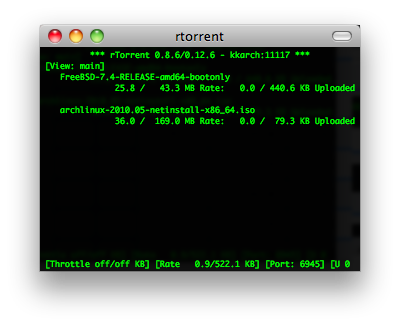 rtorrent
*** rTorrent 0.8.6/0.12.6 - kkarch:11117 ***
[View: main]
FreeBSD-7.4-RELEASE-amd64-bootonly
25.8 / 43.3 MB Rate: 0.0 / 440.6 KB Uploaded
archlinux-2010.05-netinstall-x86_64.iso
36.0 / 169.0 MB Rate: 0.0 / 79.3 KB Uploaded
[Throttle off/off KB] [Rate 0.9/522.1 KB] [Port: 6945] [U 0